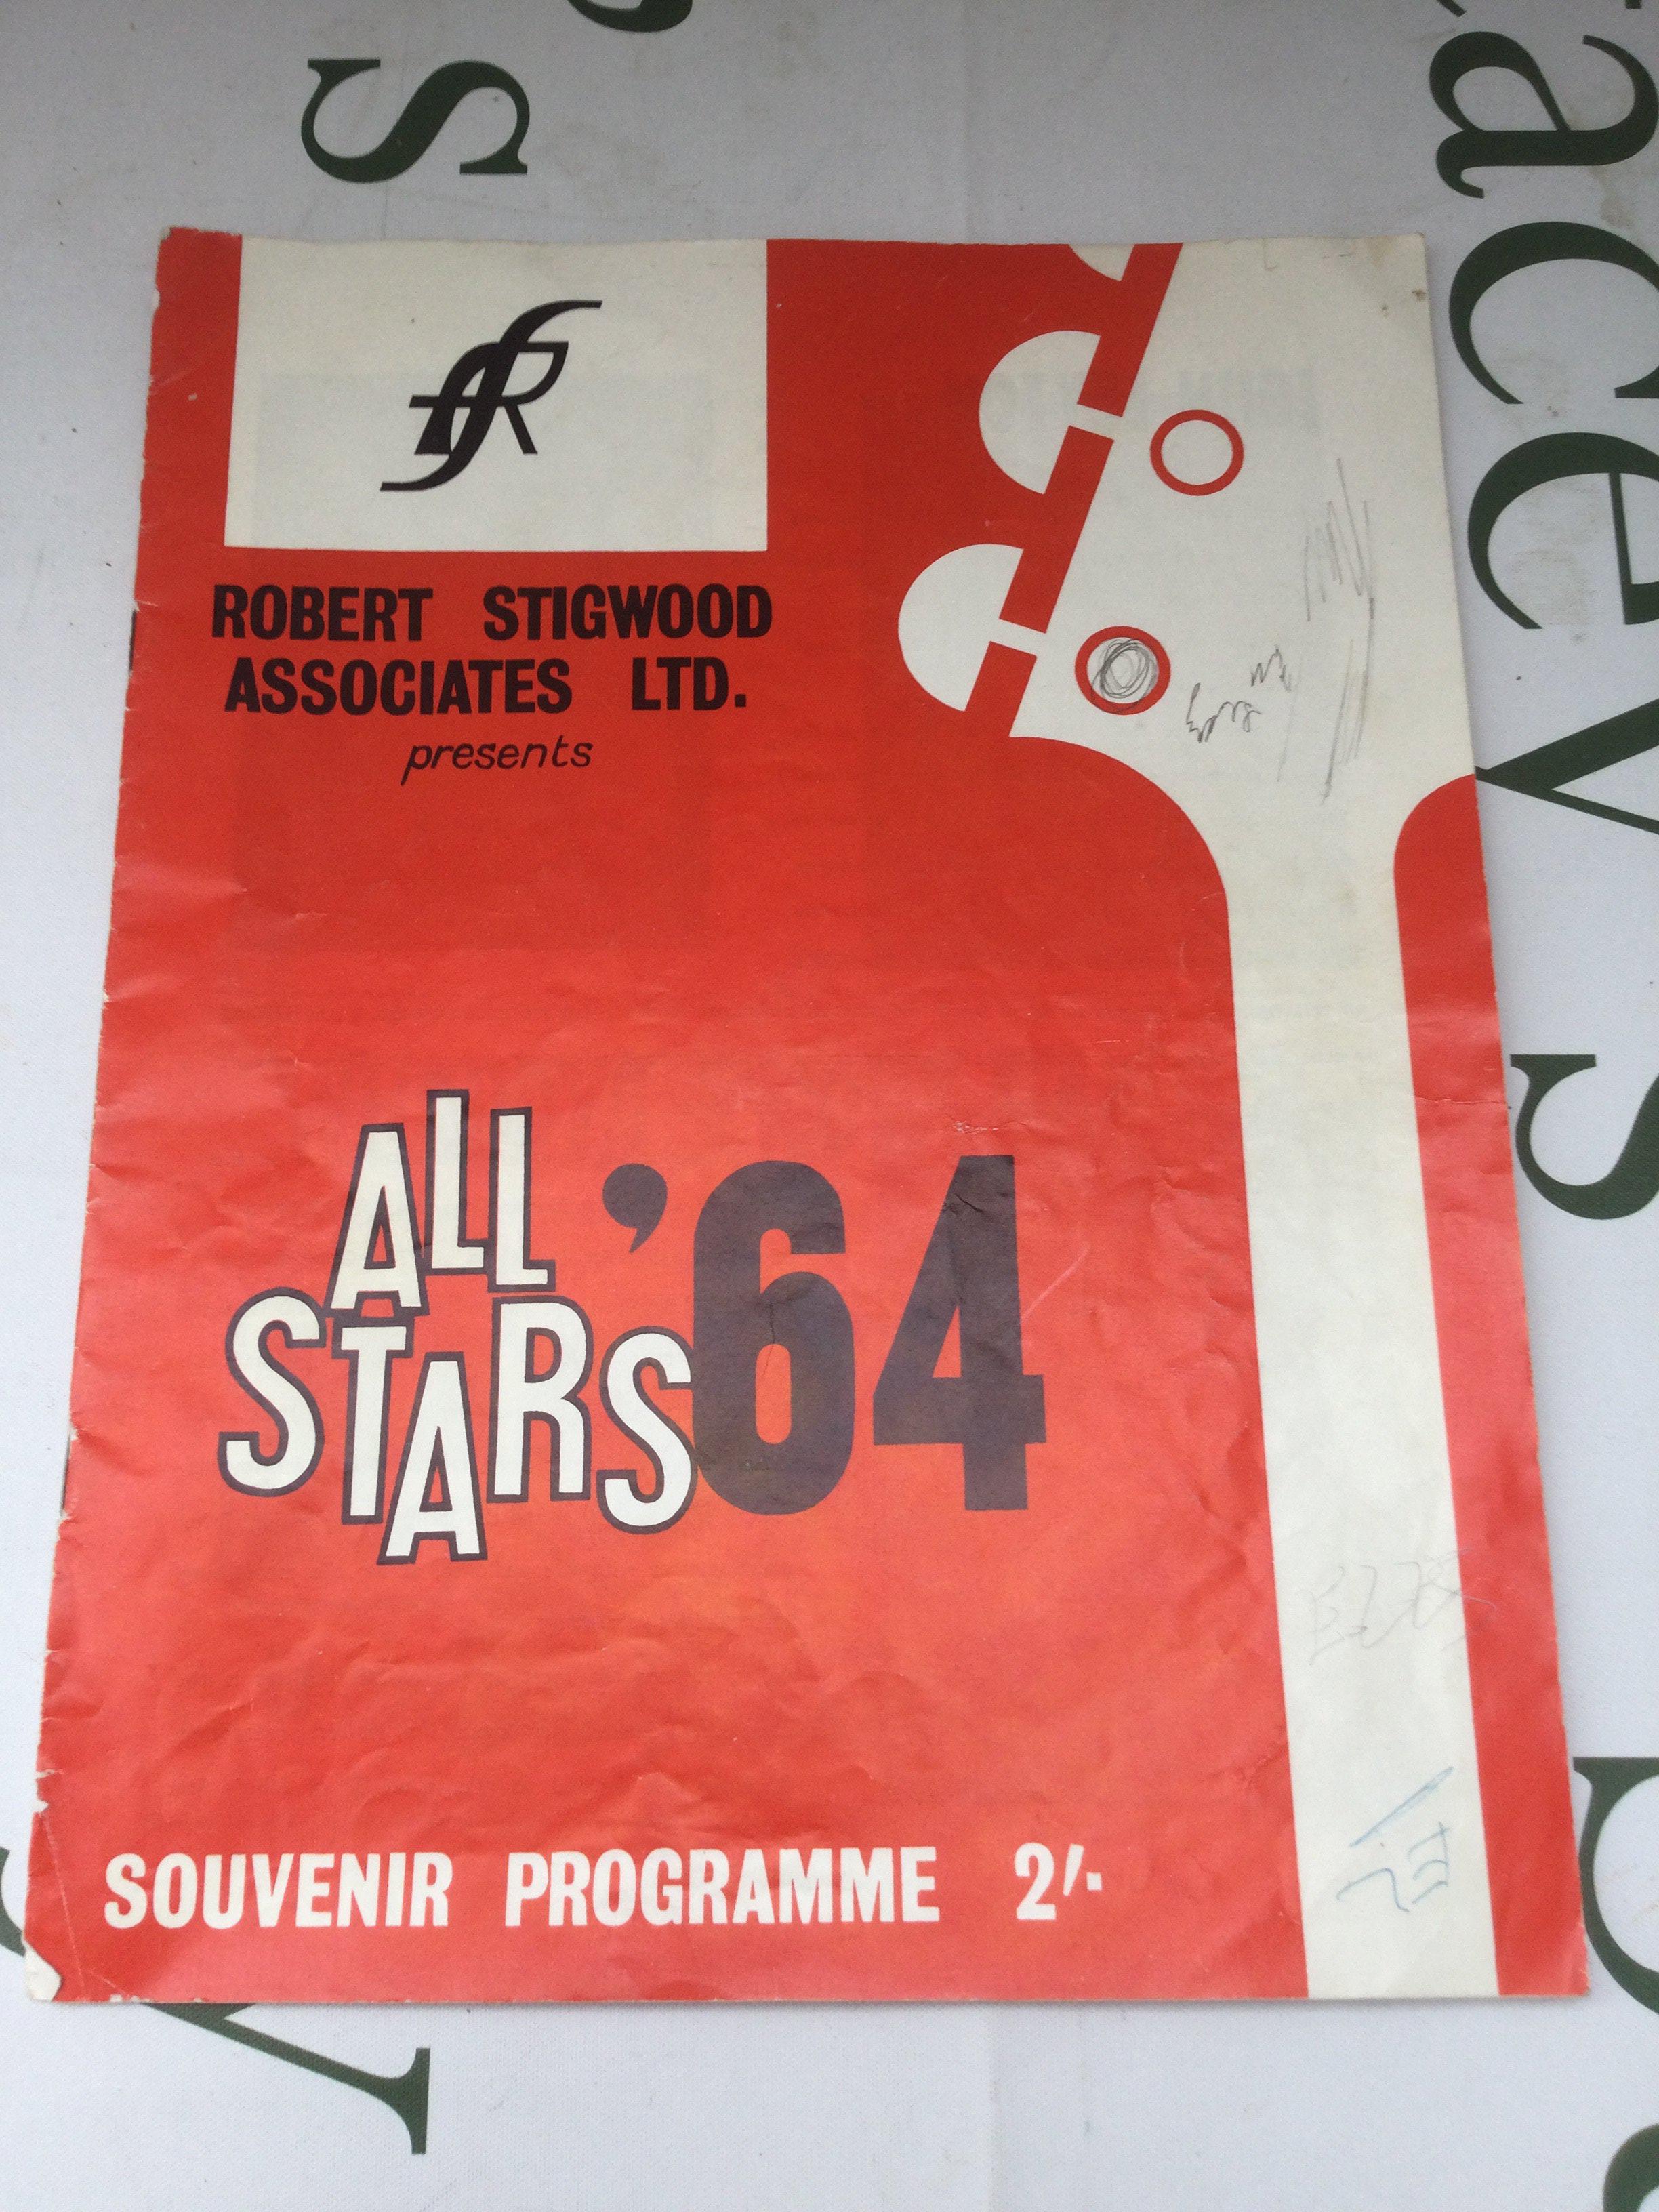 ROBERT STIGWOOD
ASSOCIATES LTD.
presents
ALL
STARS '64
SOUVENIR PROGRAMME 2/-